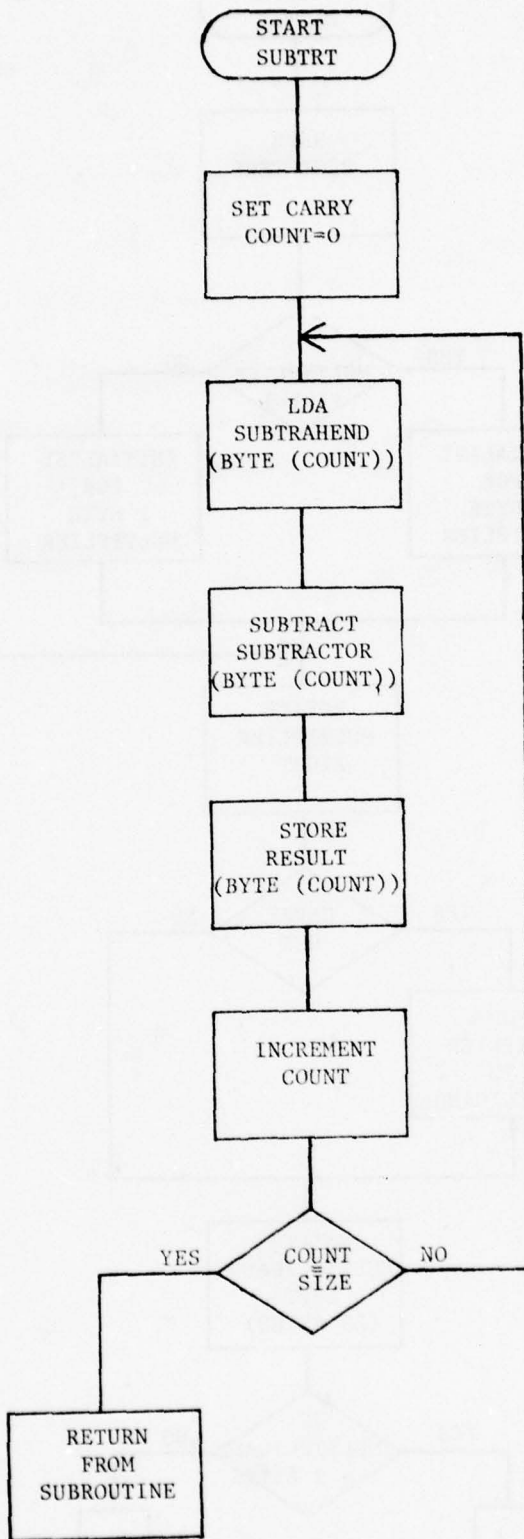 START
SUBTRT
SET CARRY
COUNT=0
LDA
SUBTRAHEND
(BYTE (COUNT))
SUBTRACT
SUBTRACTOR
(BYTE (COUNT))
STORE
RESULT
(BYTE (COUNT))
INCREMENT
COUNT
YES
COUNT
=
SIZE
NO
RETURN
FROM
SUBROUTINE